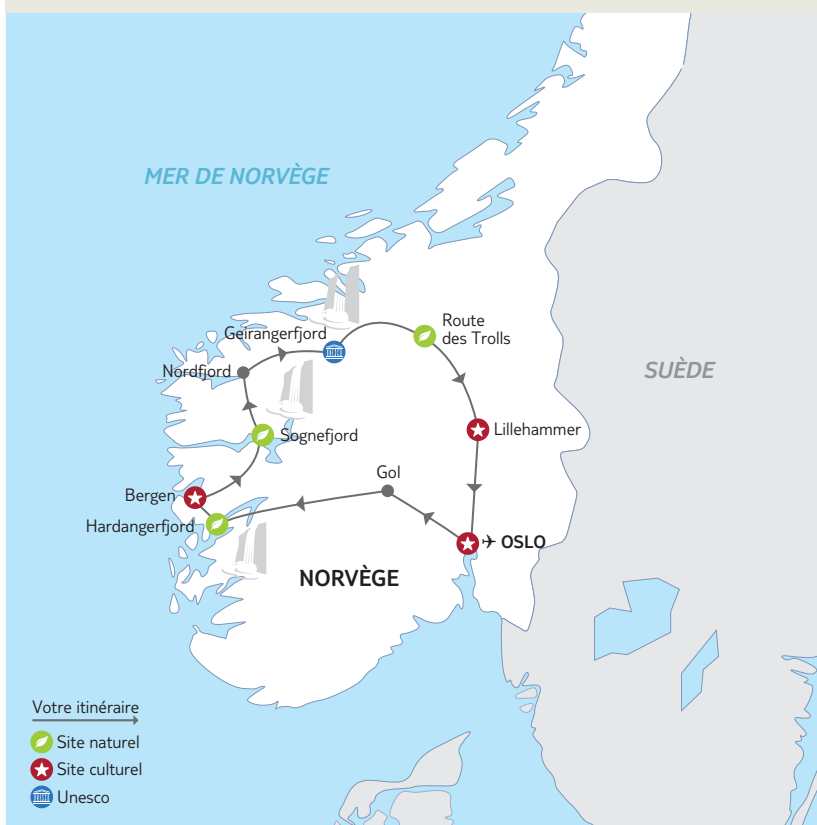 MER DE NORVÈGE
Route
des Trolls
Geirangerfjord
SUÈDE
Nordfjord
Lillehammer
Sognefjord
Gol
Bergen
Hardangerfjord
OSLO
NORVÈGE
Votre itinéraire
Site naturel
Site culturel
Unesco